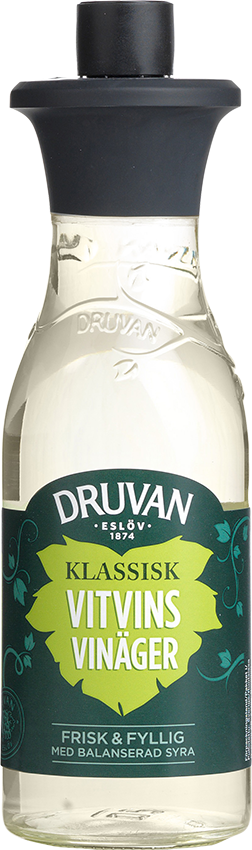 DRUVAN
DRUVAN
• ESLÖV •
1874
KLASSISK
VITVINS
VINÄGER
FRISK & FYLLIG
MED BALANSERAD SYRA